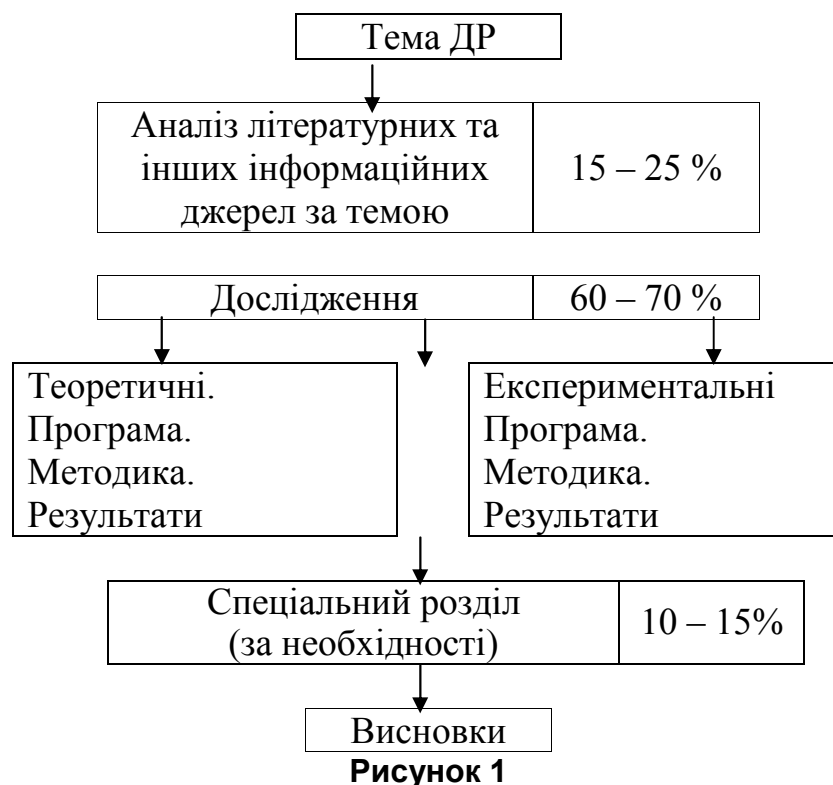 Тема ДР
Аналіз літературних та
інших інформаційних
джерел за темою
15 – 25 %
Дослідження
60 – 70 %
Теоретичні.
Програма.
Методика.
Результати
Експериментальні
Програма.
Методика.
Результати
Спеціальний розділ
(за необхідності)
10 – 15%
Висновки
Рисунок 1